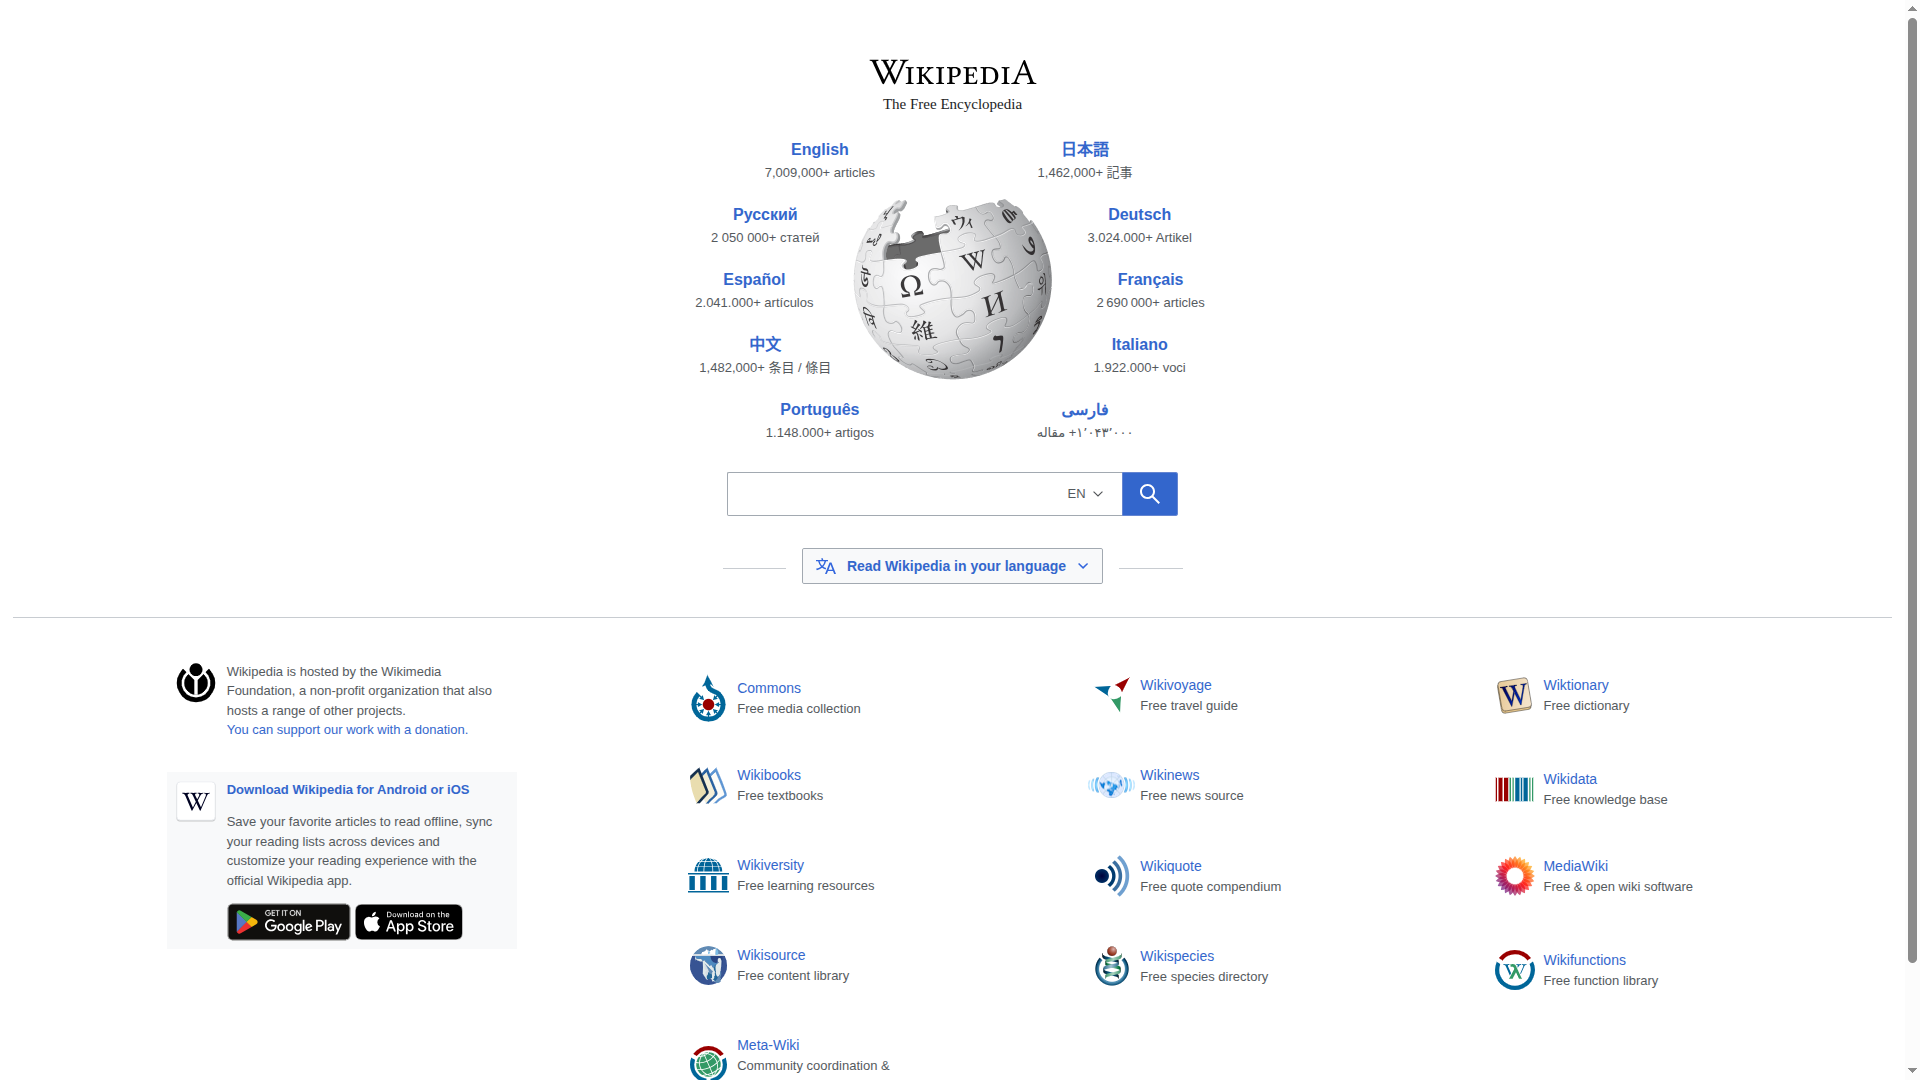 WIKIPEDIA
The Free Encyclopedia
English
7,009,000+ articles
日本語
1,462,000+ 記事
Русский
2 050 000+ статей
Deutsch
3.024.000+ Artikel
Español
2.041.000+ artículos
Français
2 690 000+ articles
中文
1,482,000+ 条目 / 條目
Italiano
1.922.000+ voci
Português
1.148.000+ artigos
فارسی
۱٬۰۴۳٬۰۰۰+ مقاله
Ω
W
И
維
ウィ
EN
Read Wikipedia in your language
Wikipedia is hosted by the Wikimedia
Foundation, a non-profit organization that also
hosts a range of other projects.
You can support our work with a donation.
W
Download Wikipedia for Android or iOS
Save your favorite articles to read offline, sync
your reading lists across devices and
customize your reading experience with the
official Wikipedia app.
GET IT ON
Google Play
Download on the
App Store
Commons
Free media collection
Wikivoyage
Free travel guide
W
Wiktionary
Free dictionary
Wikibooks
Free textbooks
Wikinews
Free news source
Wikidata
Free knowledge base
Wikiversity
Free learning resources
Wikiquote
Free quote compendium
MediaWiki
Free & open wiki software
Wikisource
Free content library
Wikispecies
Free species directory
Wikifunctions
Free function library
Meta-Wiki
Community coordination &